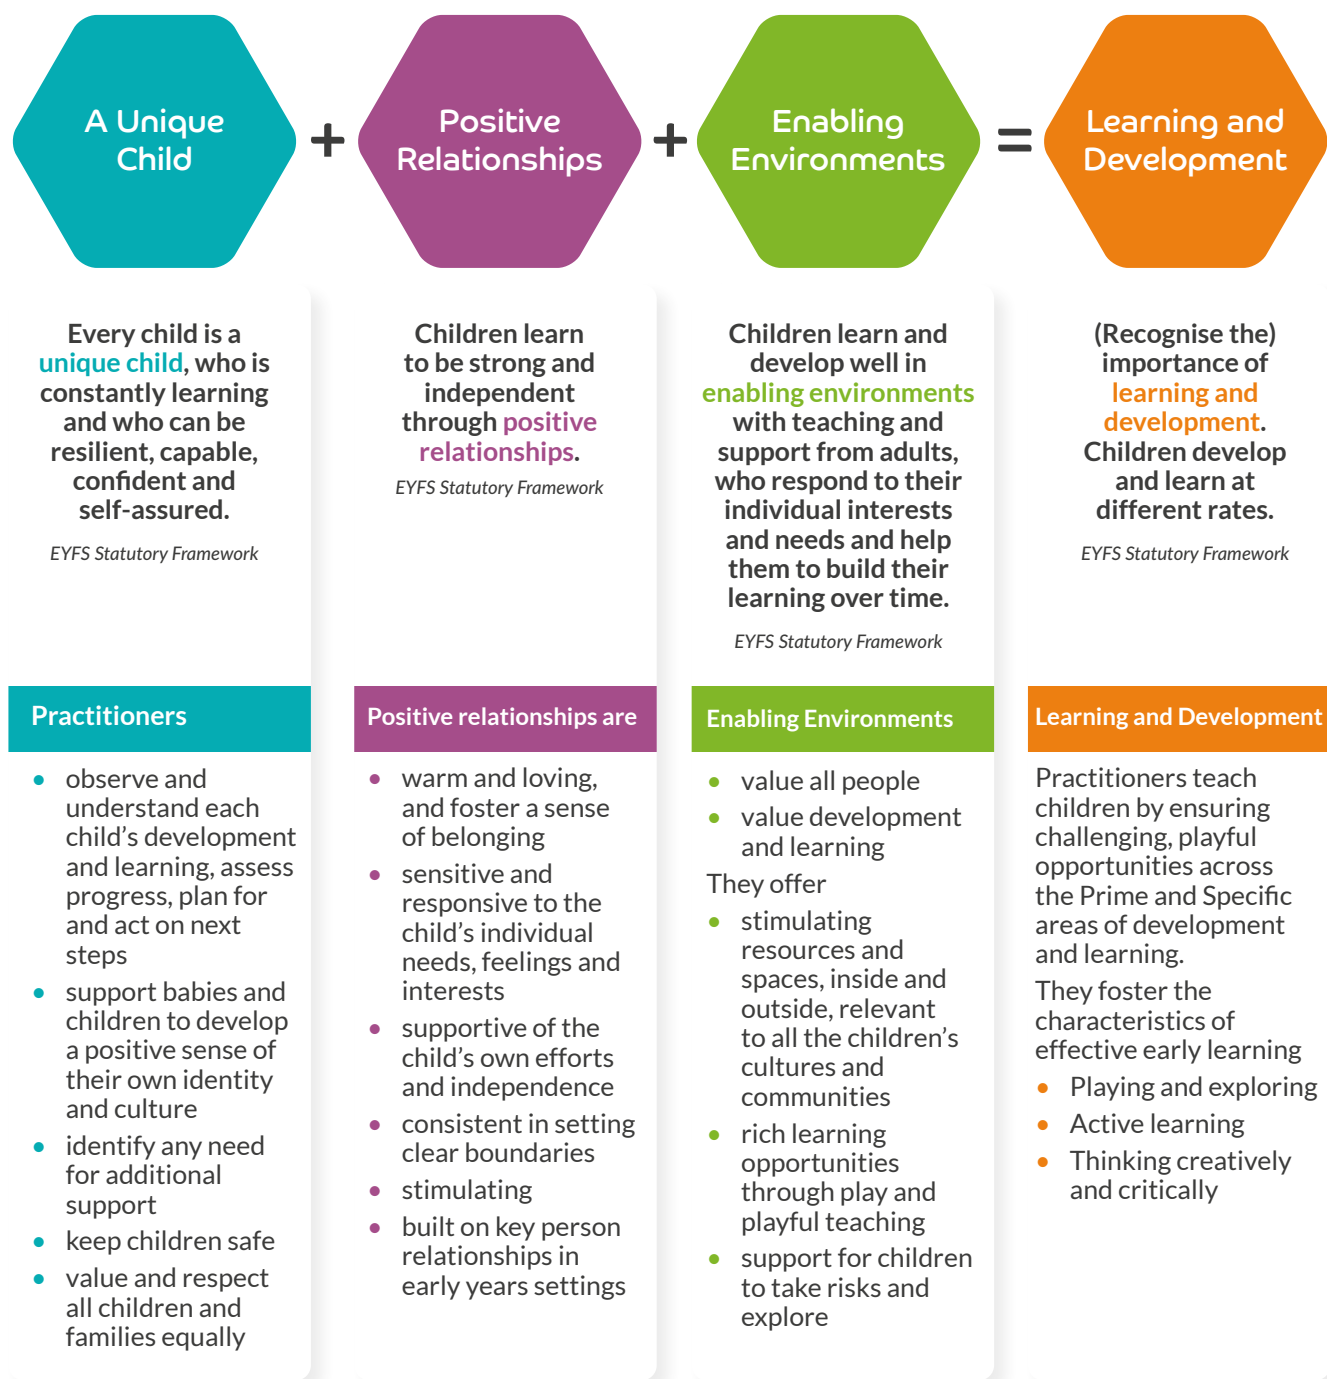 A Unique
Child
+
Positive
Relationships
+
Enabling
Environments
=
Learning and
Development
Every child is a
unique child, who is
constantly learning
and who can be
resilient, capable,
confident and
self-assured.
EYFS Statutory Framework
Children learn
to be strong and
independent
through positive
relationships.
EYFS Statutory Framework
Children learn and
develop well in
enabling environments
with teaching and
support from adults,
who respond to their
individual interests
and needs and help
them to build their
learning over time.
EYFS Statutory Framework
(Recognise the)
importance of
learning and
development.
Children develop
and learn at
different rates.
EYFS Statutory Framework
Practitioners
• observe and
understand each
child's development
and learning, assess
progress, plan for
and act on next
steps
• support babies and
children to develop
a positive sense of
their own identity
and culture
• identify any need
for additional
support
• keep children safe
• value and respect
all children and
families equally
Positive relationships are
• warm and loving,
and foster a sense
of belonging
• sensitive and
responsive to the
child's individual
needs, feelings and
interests
• supportive of the
child's own efforts
and independence
• consistent in setting
clear boundaries
• stimulating
• built on key person
relationships in
early years settings
Enabling Environments
• value all people
• value development
and learning
They offer
• stimulating
resources and
spaces, inside and
outside, relevant
to all the children's
cultures and
communities
• rich learning
opportunities
through play and
playful teaching
• support for children
to take risks and
explore
Learning and Development
Practitioners teach
children by ensuring
challenging, playful
opportunities across
the Prime and Specific
areas of development
and learning.
They foster the
characteristics of
effective early learning
• Playing and exploring
• Active learning
• Thinking creatively
and critically